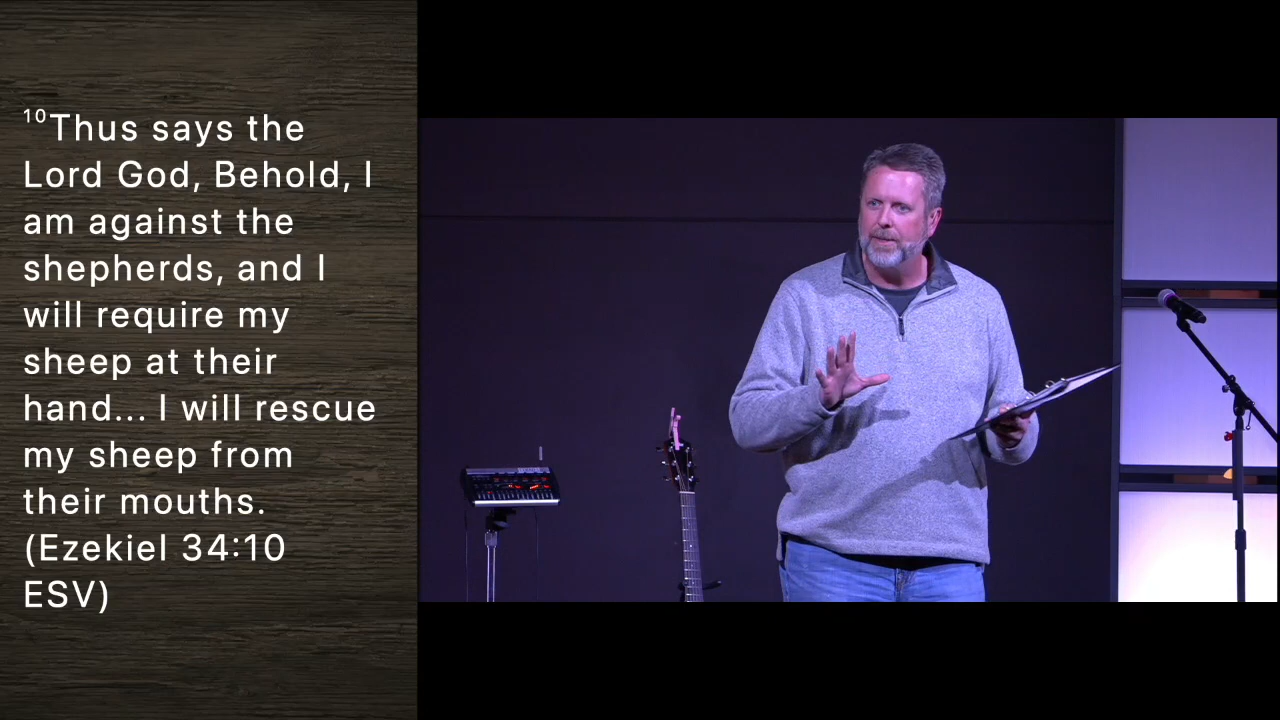 ¹⁰Thus says the
Lord God, Behold, I
am against the
shepherds, and I
will require my
sheep at their
hand... I will rescue
my sheep from
their mouths.
(Ezekiel 34:10
ESV)